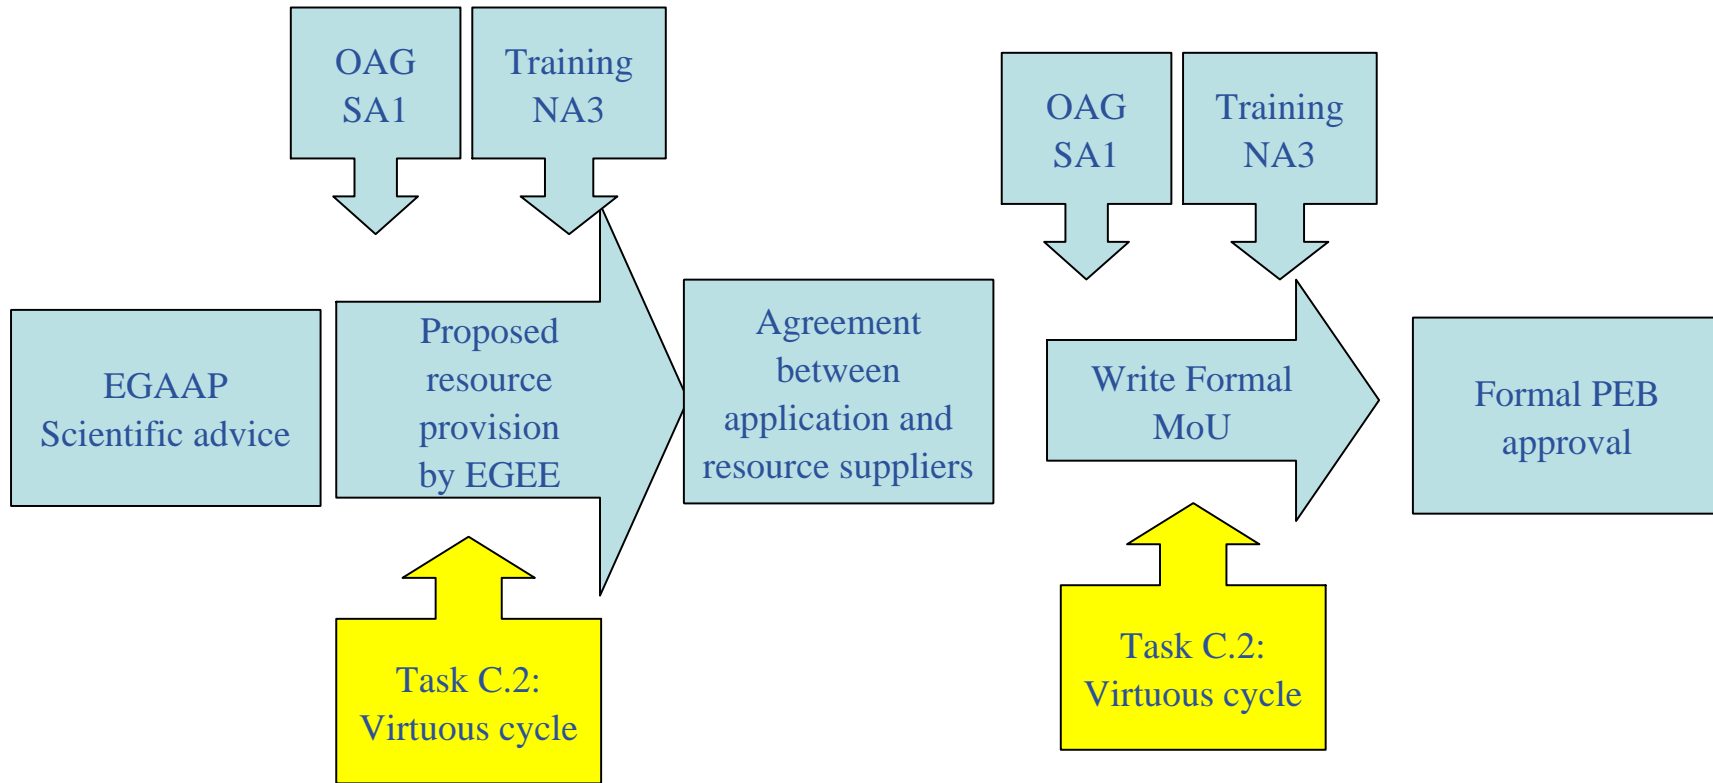 OAG
SA1
Training
NA3
OAG
SA1
Training
NA3
EGAAP
Scientific advice
Proposed
resource
provision
by EGEE
Agreement
between
application and
resource suppliers
Write Formal
MoU
Formal PEB
approval
Task C.2:
Virtuous cycle
Task C.2:
Virtuous cycle